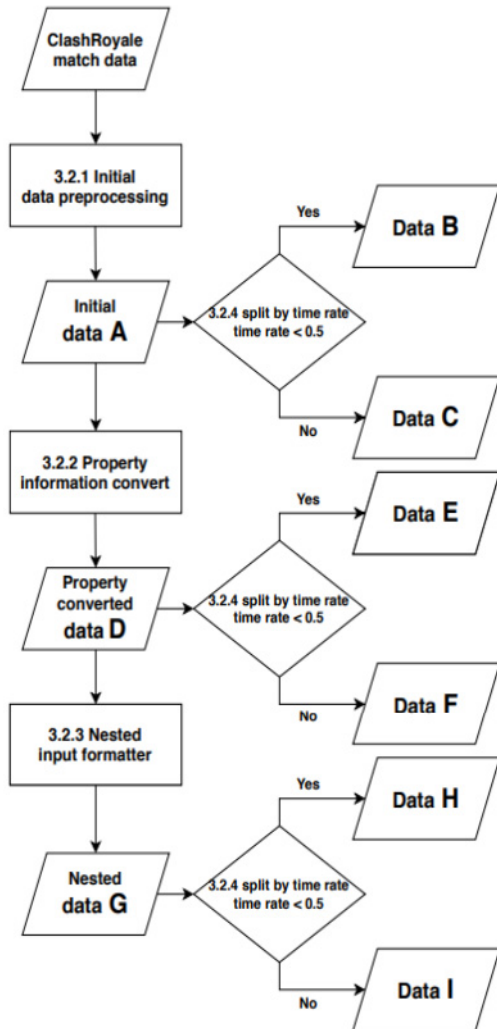 ClashRoyale
match data
3.2.1 Initial
data preprocessing
Initial
data A
3.2.4 split by time rate
time rate < 0.5
Yes
Data B
No
Data C
3.2.2 Property
information convert
Property
converted
data D
3.2.4 split by time rate
time rate < 0.5
Yes
Data E
No
Data F
3.2.3 Nested
input formatter
Nested
data G
3.2.4 split by time rate
time rate < 0.5
Yes
Data H
No
Data I